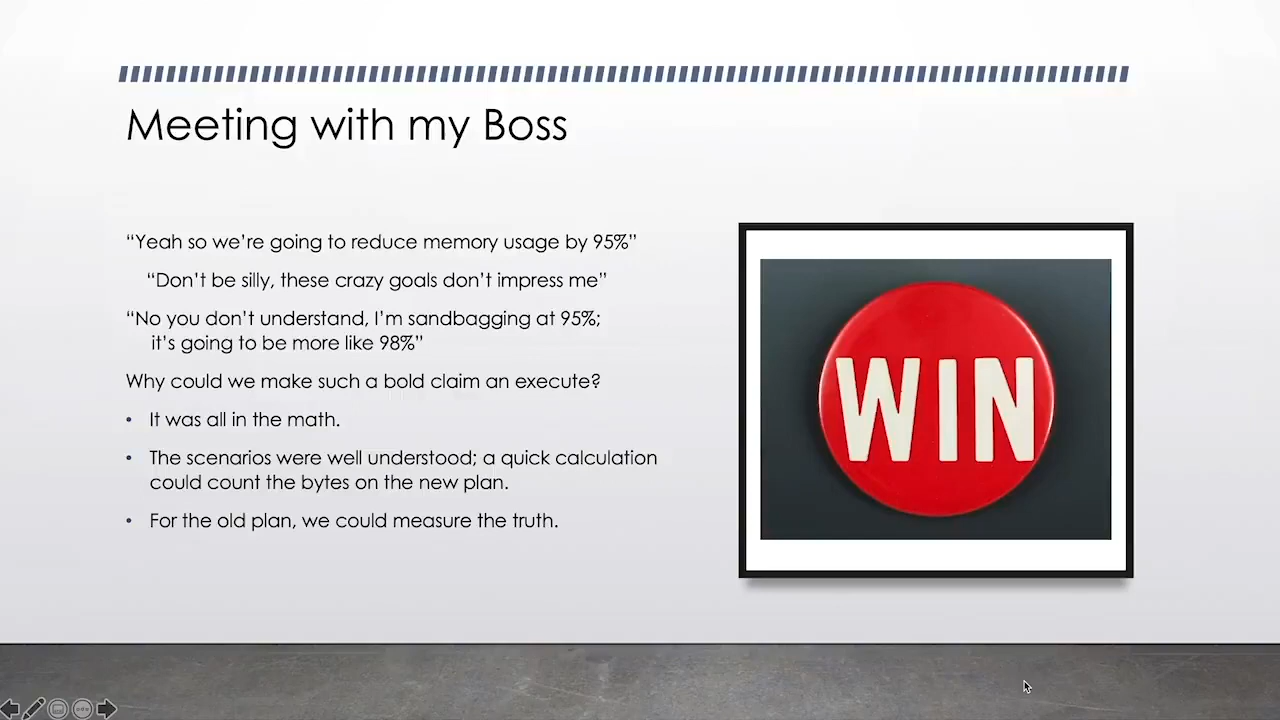 Meeting with my Boss
“Yeah so we’re going to reduce memory usage by 95%”
“Don’t be silly, these crazy goals don’t impress me”
“No you don’t understand, I’m sandbagging at 95%;
it’s going to be more like 98%”
Why could we make such a bold claim an execute?
• It was all in the math.
• The scenarios were well understood; a quick calculation
could count the bytes on the new plan.
• For the old plan, we could measure the truth.
WIN